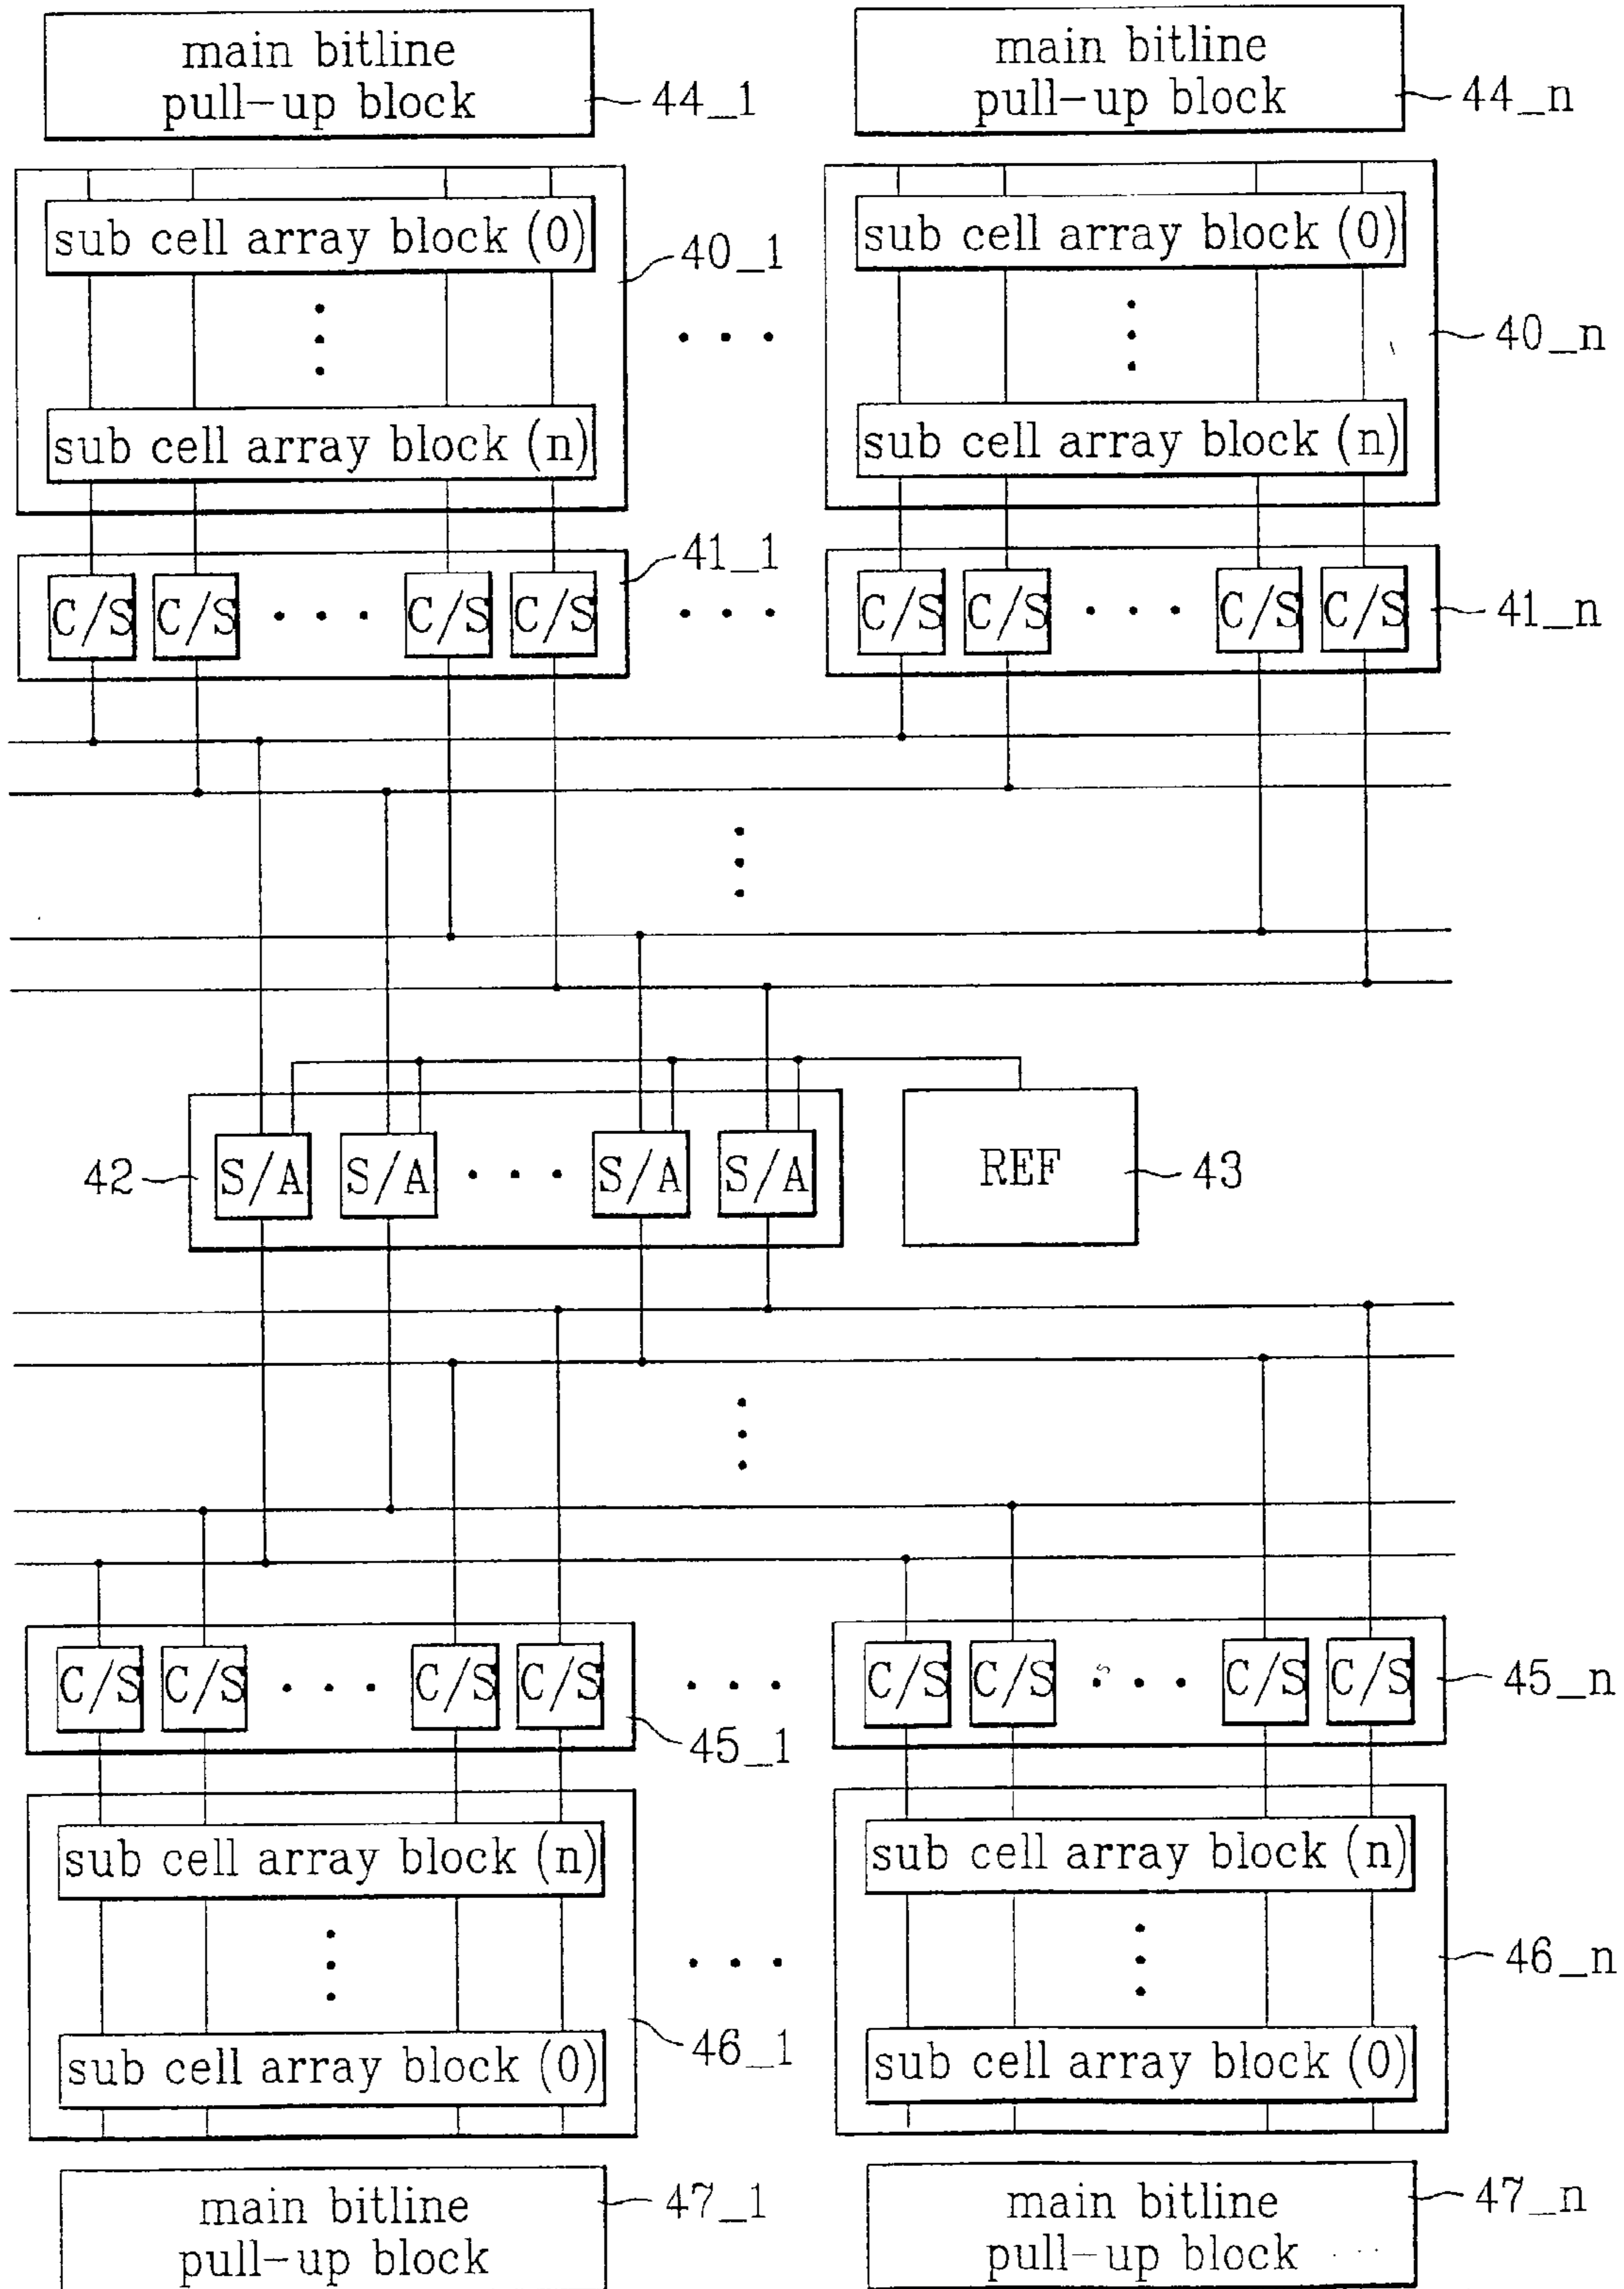 main bitline
pull-up block
44_1
main bitline
pull-up block
44_n
sub cell array block (0)
40_1
sub cell array block (0)
40_n
sub cell array block (n)
sub cell array block (n)
41_1
C/S C/S C/S C/S
C/S C/S C/S C/S
41_n
42
S/A S/A S/A S/A
REF
43
C/S C/S C/S C/S
45_1
C/S C/S C/S C/S
45_n
sub cell array block (n)
sub cell array block (n)
46_n
46_1
sub cell array block (0)
sub cell array block (0)
main bitline
pull-up block
47_1
main bitline
pull-up block
47_n